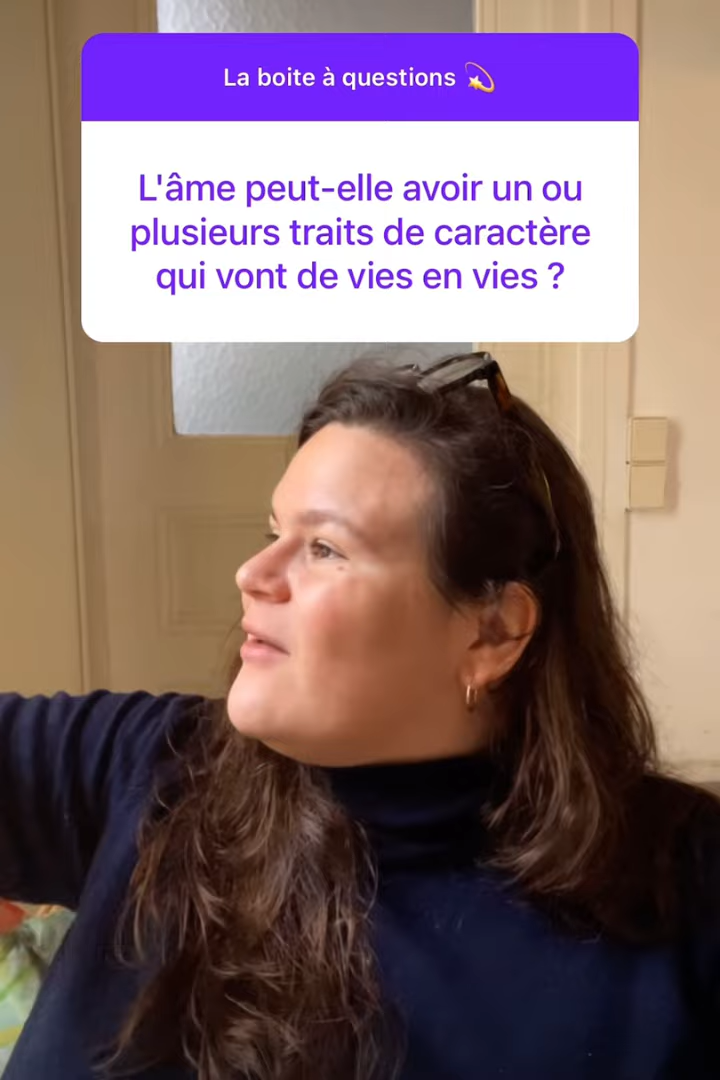 La boite à questions 💫
L'âme peut-elle avoir un ou
plusieurs traits de caractère
qui vont de vies en vies ?